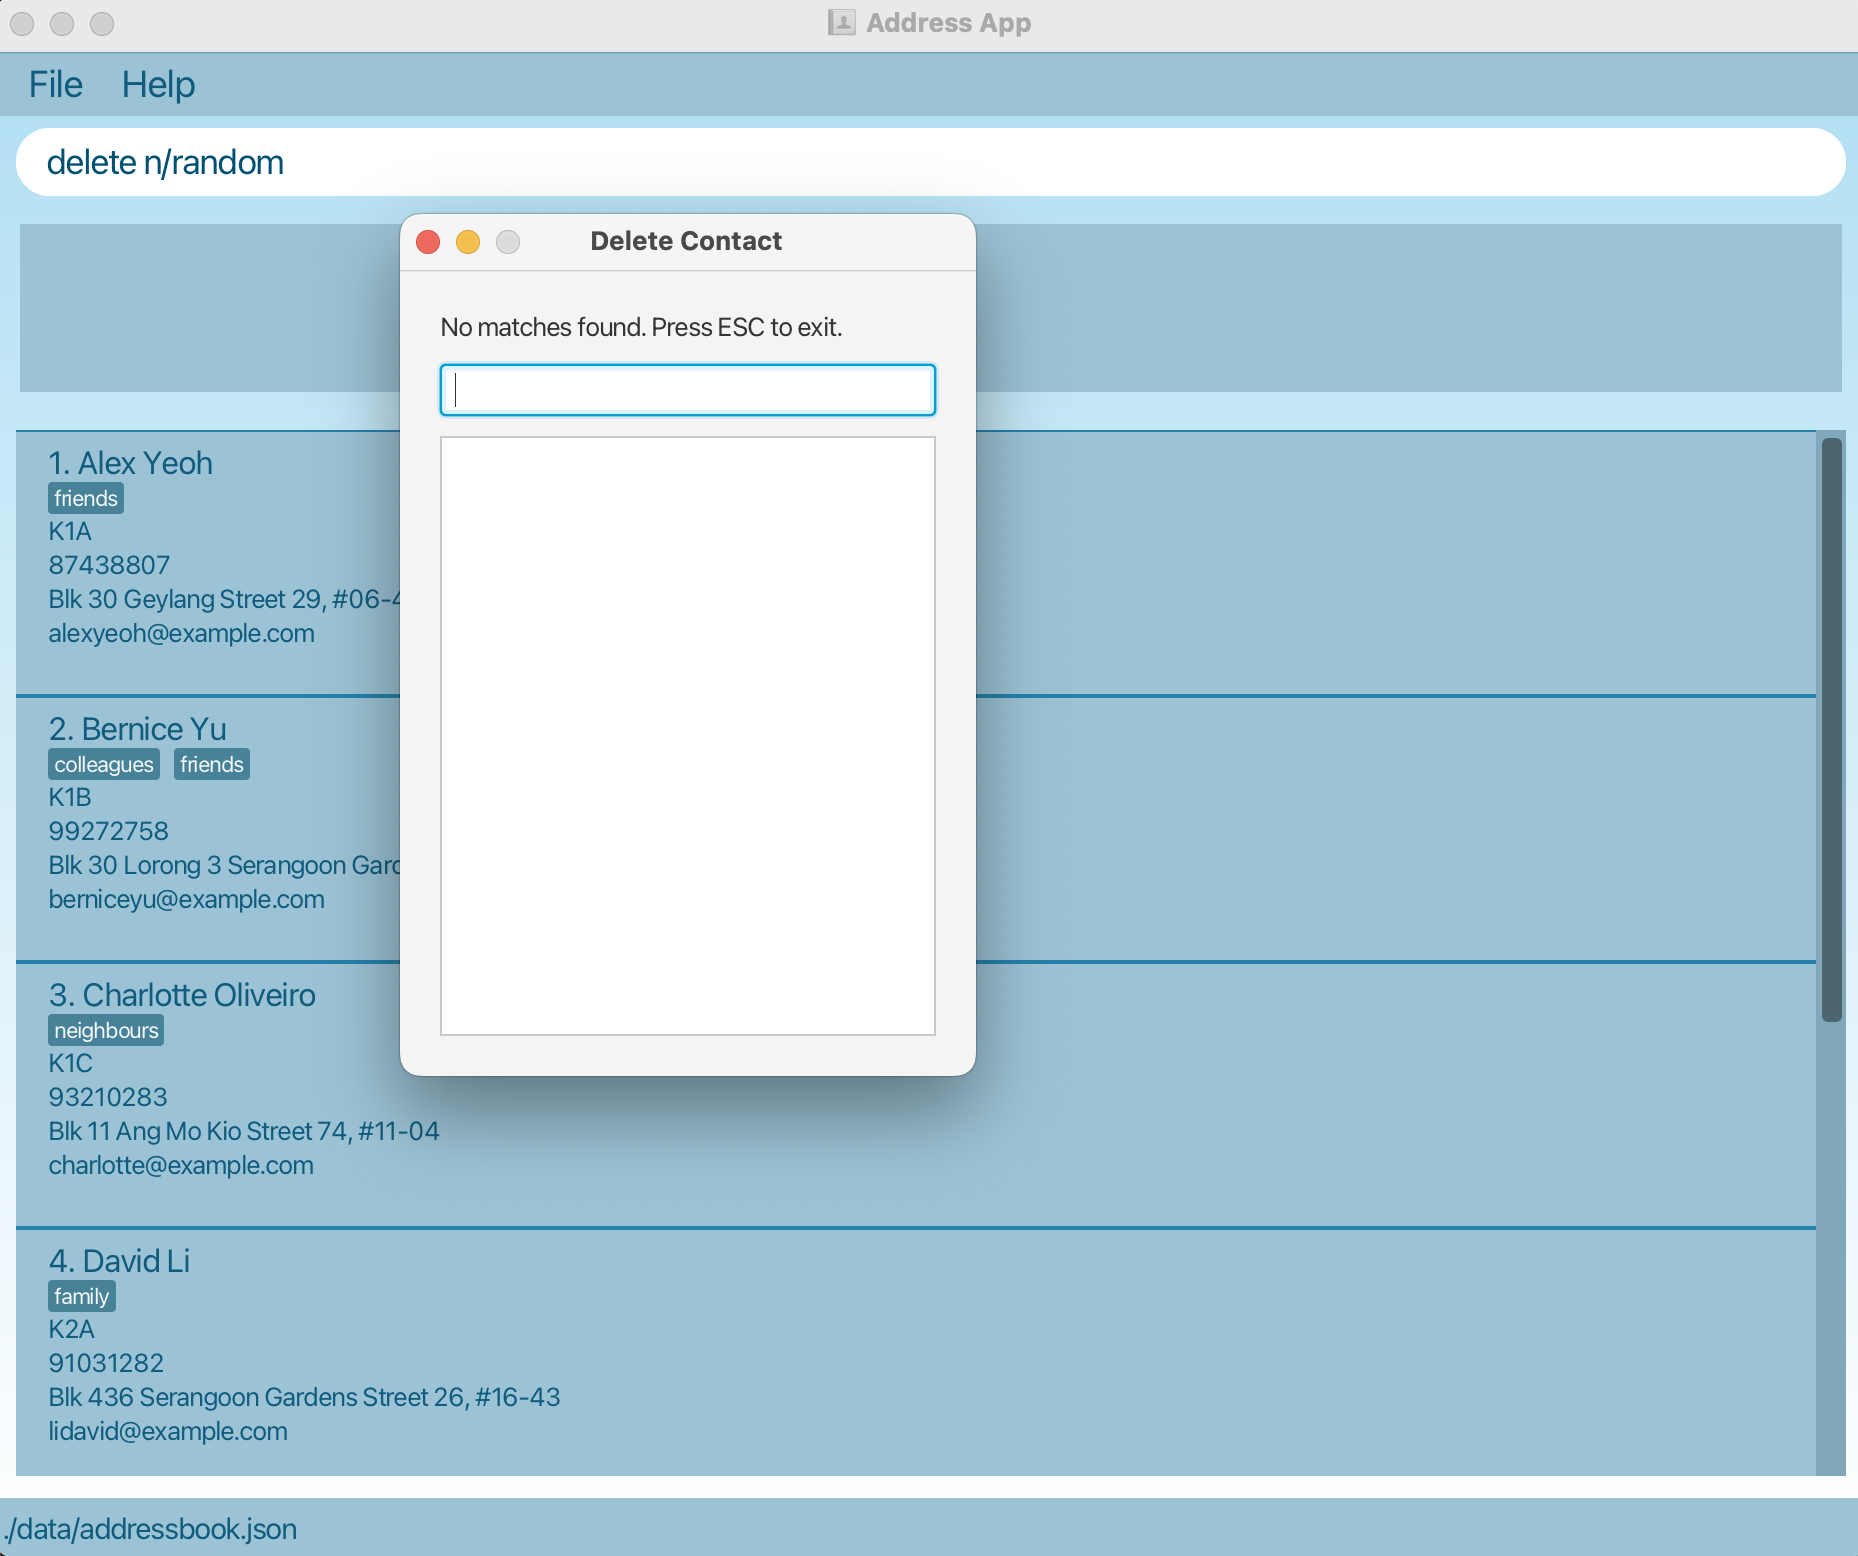 Address App
File Help
delete n/random
Delete Contact
No matches found. Press ESC to exit.
1. Alex Yeoh
friends
K1A
87438807
Blk 30 Geylang Street 29, #06-4
alexyeoh@example.com
2. Bernice Yu
colleagues friends
K1B
99272758
Blk 30 Lorong 3 Serangoon Gard
berniceyu@example.com
3. Charlotte Oliveiro
neighbours
K1C
93210283
Blk 11 Ang Mo Kio Street 74, #11-04
charlotte@example.com
4. David Li
family
K2A
91031282
Blk 436 Serangoon Gardens Street 26, #16-43
lidavid@example.com
./data/addressbook.json